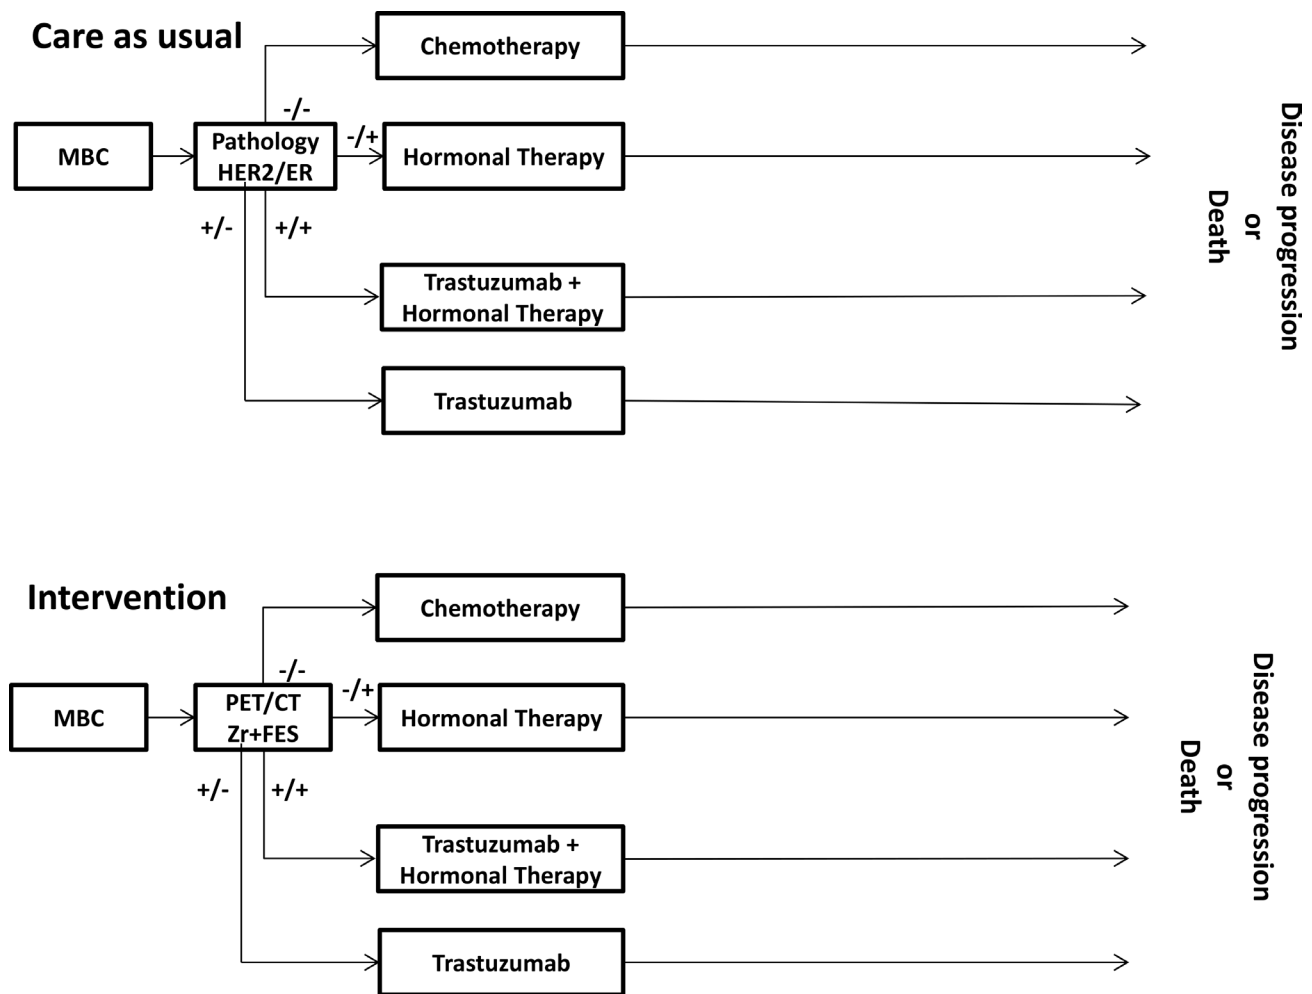 Care as usual
Chemotherapy
-/-
MBC
Pathology
HER2/ER
-/+
Hormonal Therapy
+/-
+/+
Trastuzumab +
Hormonal Therapy
Trastuzumab
Disease progression
or
Death
Intervention
Chemotherapy
-/-
MBC
PET/CT
Zr+FES
-/+
Hormonal Therapy
+/-
+/+
Trastuzumab +
Hormonal Therapy
Trastuzumab
Disease progression
or
Death